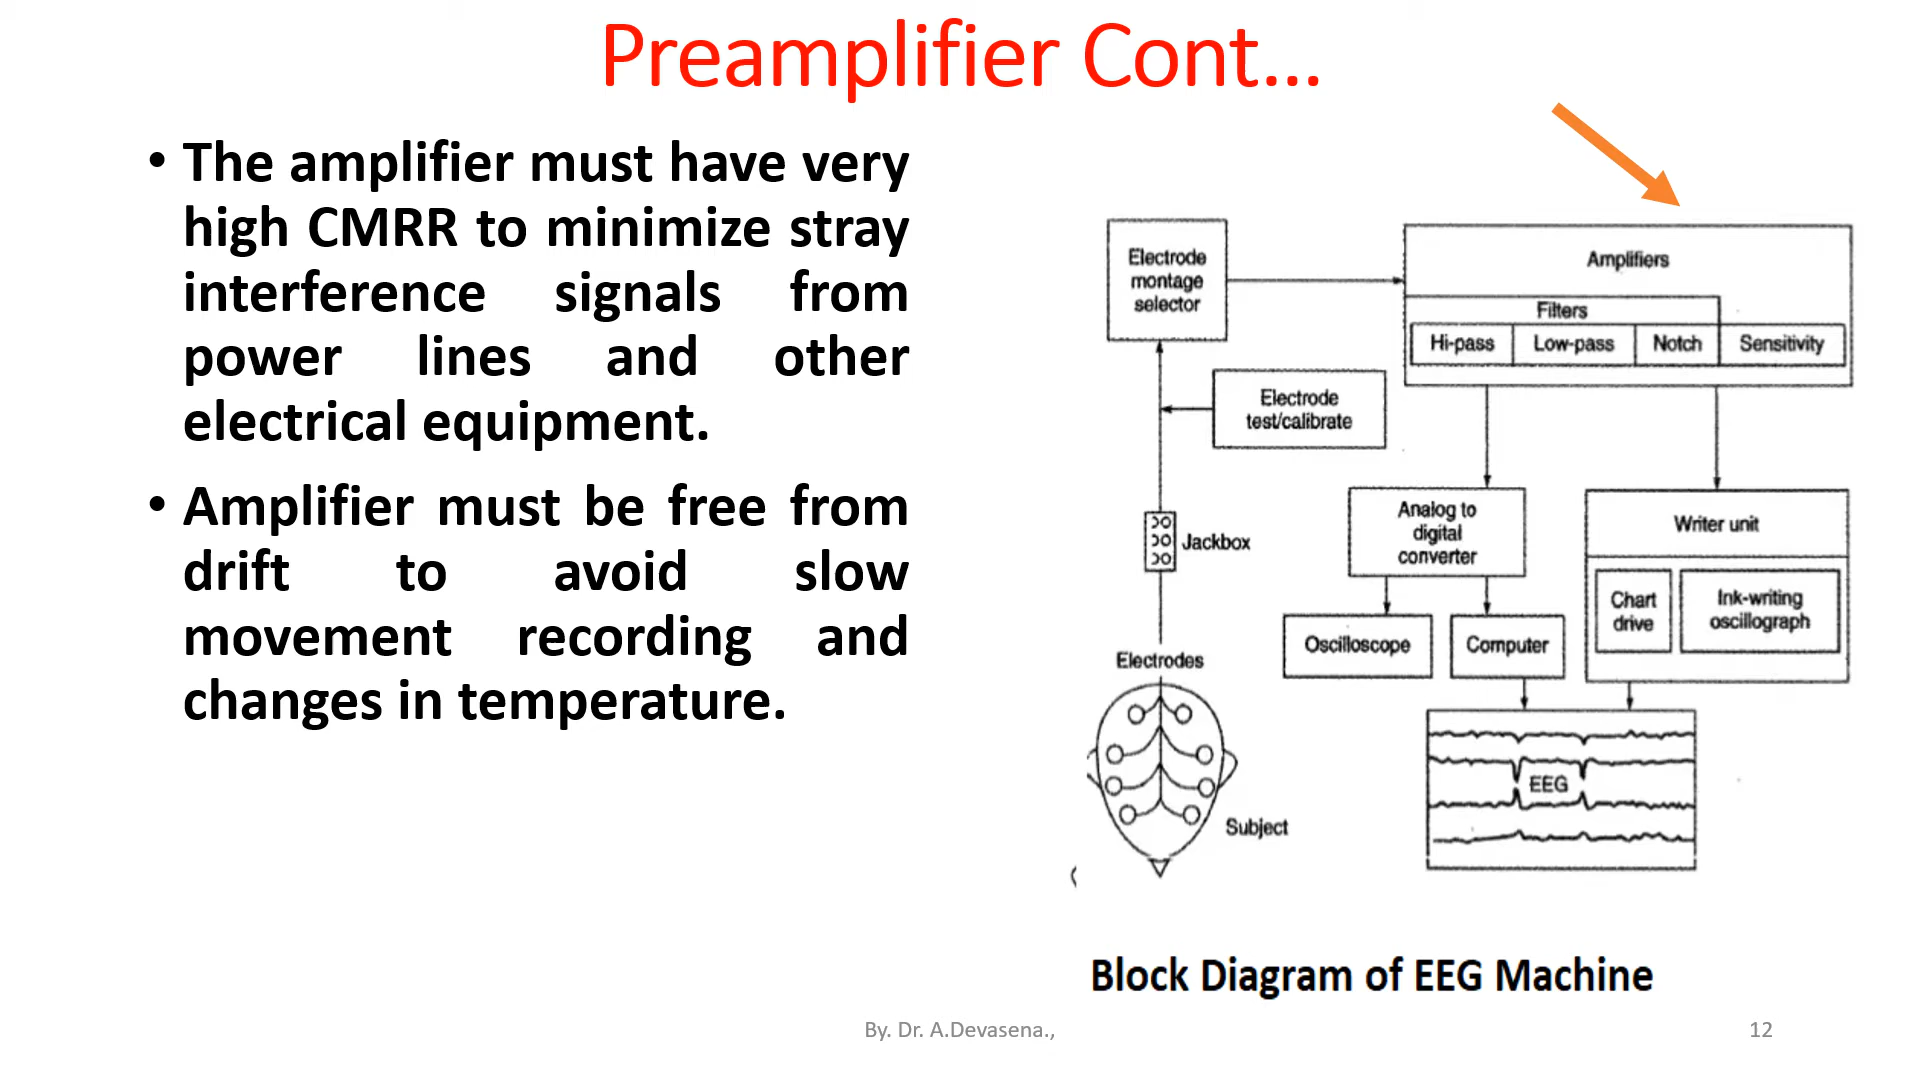 Preamplifier Cont...
• The amplifier must have very
high CMRR to minimize stray
interference signals from
power lines and other
electrical equipment.
• Amplifier must be free from
drift to avoid slow
movement recording and
changes in temperature.
Electrode
montage
selector
Amplifiers
Filters
Hi-pass Low-pass Notch Sensitivity
Electrode
test/calibrate
Jackbox
Analog to
digital
converter
Writer unit
Chart
drive
Ink-writing
oscillograph
Oscilloscope
Computer
Electrodes
EEG
Subject
Block Diagram of EEG Machine
By. Dr. A.Devasena.,
12